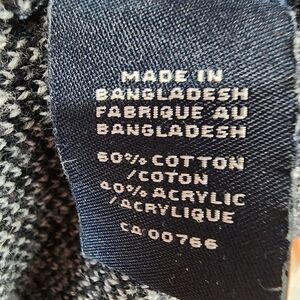 MADE IN
BANGLADESH
FABRIQUE AU
BANGLADESH
60% COTTON
/COTON
40% ACRYLIC
/ACRYLIQUE
CA 00766